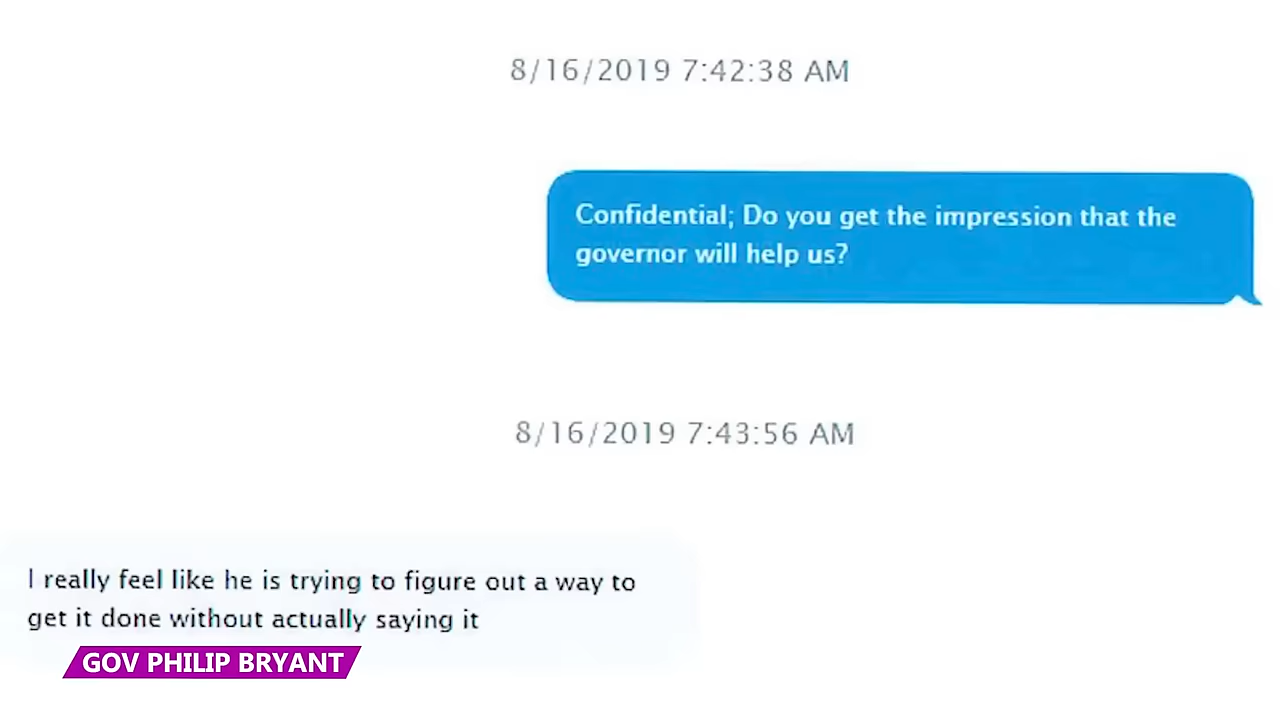 8/16/2019 7:42:38 AM
Confidential; Do you get the impression that the
governor will help us?
8/16/2019 7:43:56 AM
I really feel like he is trying to figure out a way to
get it done without actually saying it
GOV PHILIP BRYANT